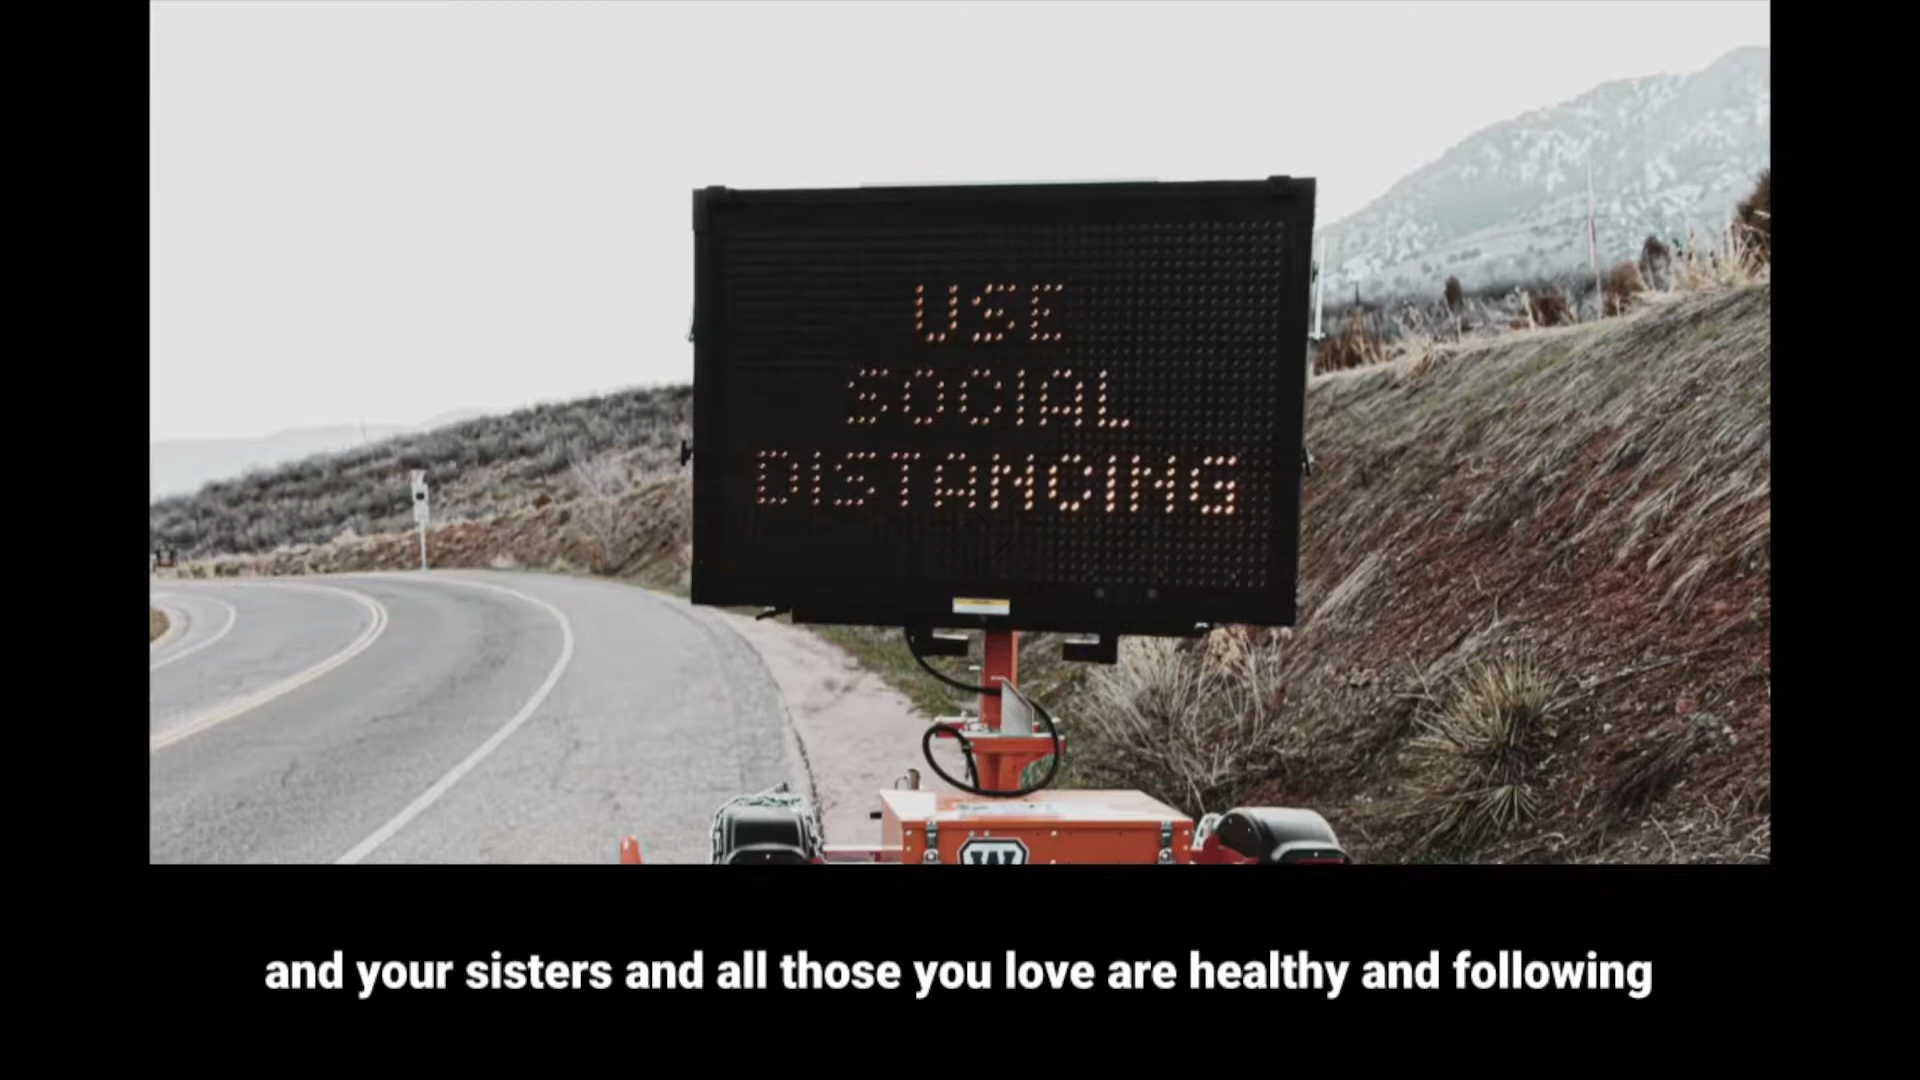 USE
SOCIAL
DISTANCING
W
and your sisters and all those you love are healthy and following